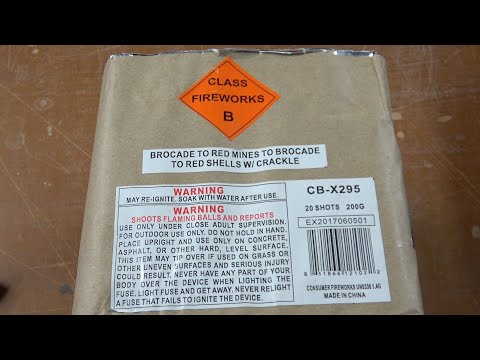 CLASS
FIREWORKS
B
BROCADE TO RED MINES TO BROCADE
TO RED SHELLS W/ CRACKLE
WARNING
MAY RE-IGNITE. SOAK WITH WATER AFTER USE.
WARNING
SHOOTS FLAMING BALLS AND REPORTS
USE ONLY UNDER CLOSE ADULT SUPERVISION.
FOR OUTDOOR USE ONLY. DO NOT HOLD IN HAND.
PLACE UPRIGHT AND USE ONLY ON CONCRETE,
ASPHALT, OR OTHER HARD, LEVEL SURFACE.
THIS ITEM MAY TIP OVER IF USED ON GRASS OR
OTHER UNEVEN SURFACES AND SERIOUS INJURY
COULD RESULT. NEVER HAVE ANY PART OF YOUR
BODY OVER THE DEVICE WHEN LIGHTING THE
FUSE. LIGHT FUSE AND GET AWAY. NEVER RELIGHT
A FUSE THAT FAILS TO IGNITE THE DEVICE.
CB-X295
20 SHOTS 200G
EX2017060501
CONSUMER FIREWORKS UN0336 1.4G
MADE IN CHINA